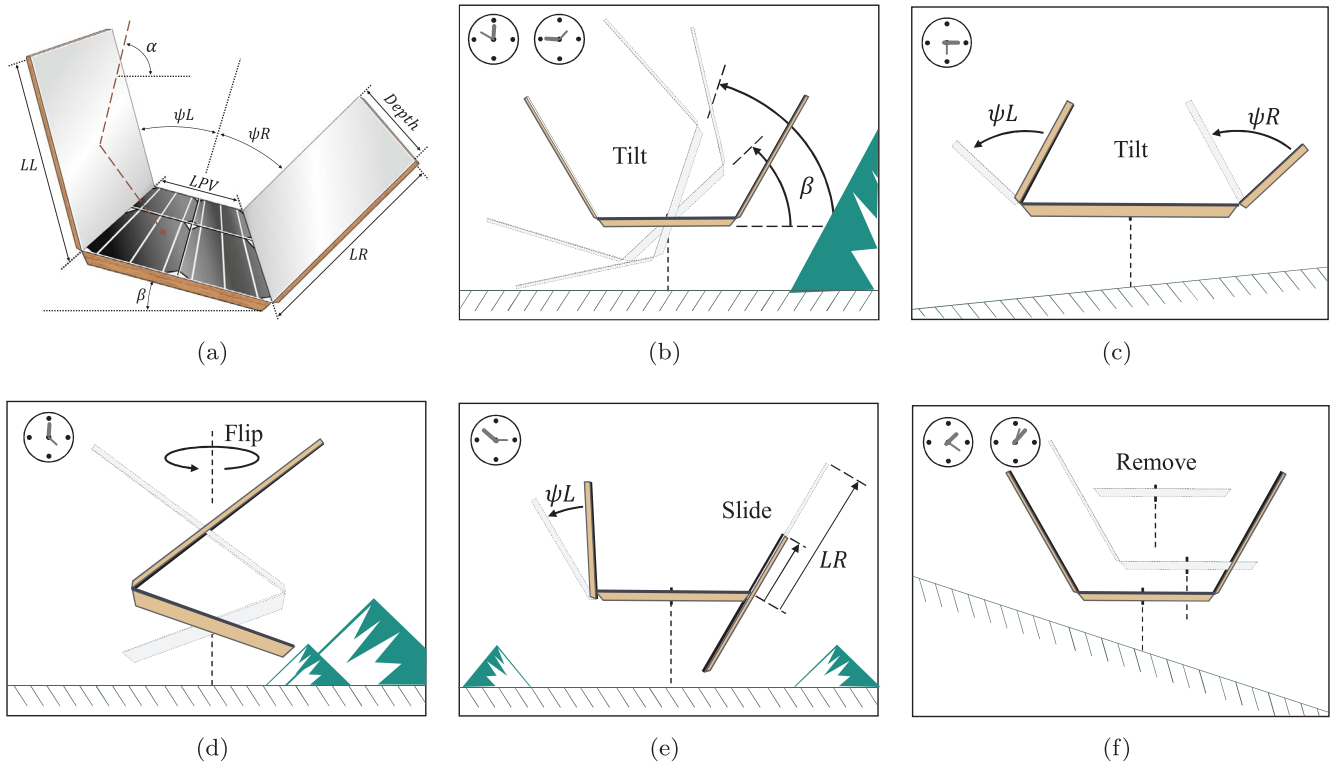 α
ψL
ψR
Depth
LL
LPV
LR
β
(a)
Tilt
β
(b)
ψL
Tilt
ψR
(c)
Flip
(d)
ψL
Slide
LR
(e)
Remove
(f)